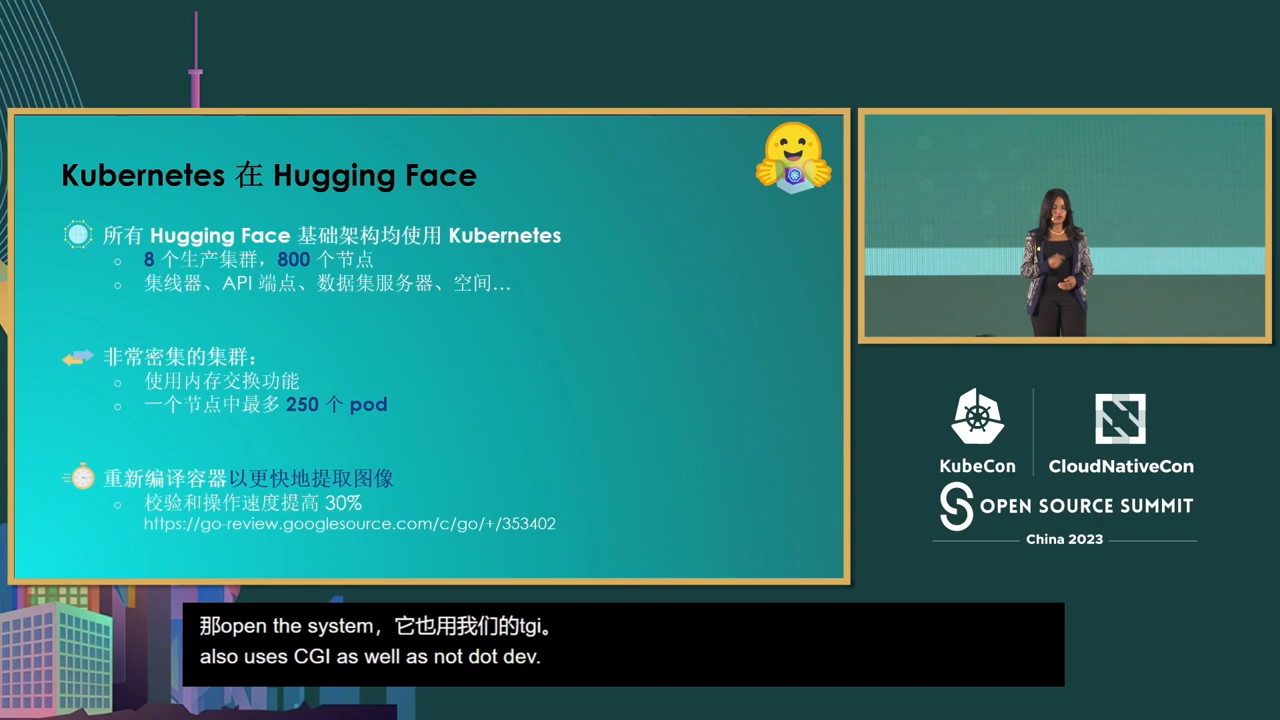 Kubernetes 在 Hugging Face
所有 Hugging Face 基础架构均使用 Kubernetes
8 个生产集群，800 个节点
集线器、API 端点、数据集服务器、空间...
非常密集的集群：
使用内存交换功能
一个节点中最多 250 个 pod
重新编译容器以更快地提取图像
校验和操作速度提高 30%
https://go-review.googlesource.com/c/go/+/353402
KubeCon
CloudNativeCon
OPEN SOURCE SUMMIT
China 2023
那open the system，它也用我们的tgi。
also uses CGI as well as not dot dev.